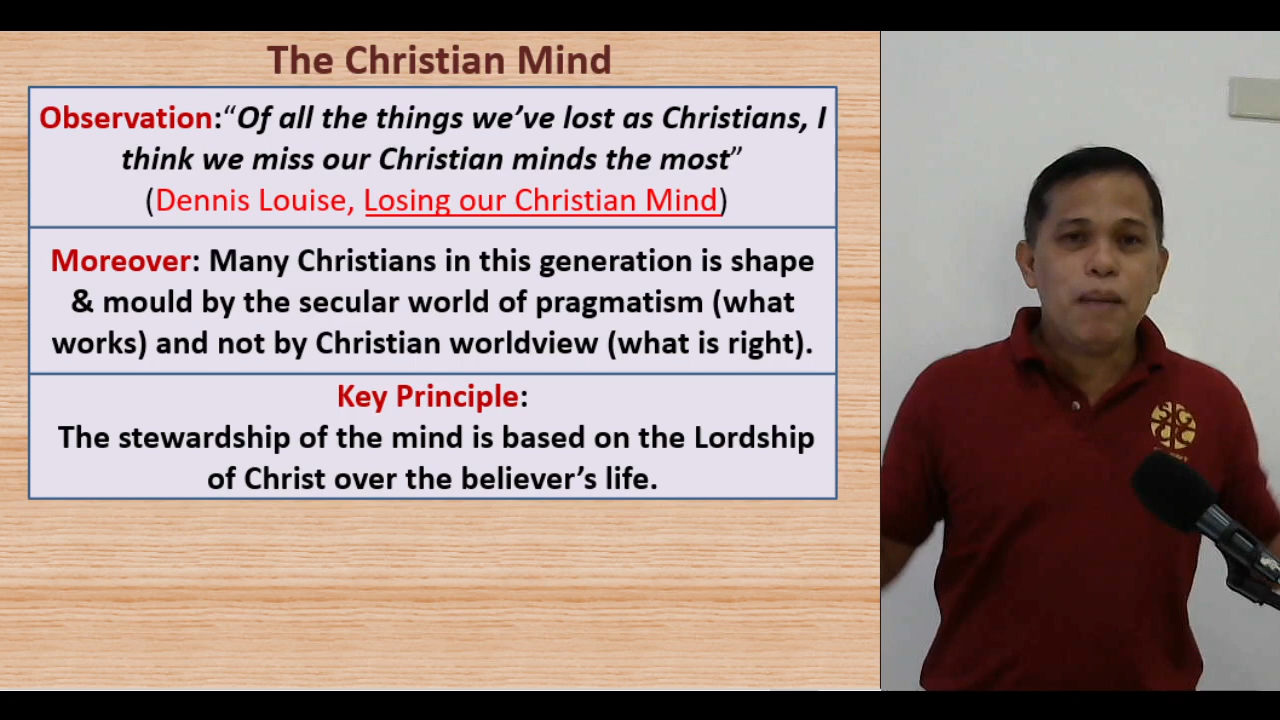 The Christian Mind
Observation:“Of all the things we’ve lost as Christians, I
think we miss our Christian minds the most”
(Dennis Louise, Losing our Christian Mind)
Moreover: Many Christians in this generation is shape
& mould by the secular world of pragmatism (what
works) and not by Christian worldview (what is right).
Key Principle:
The stewardship of the mind is based on the Lordship
of Christ over the believer’s life.